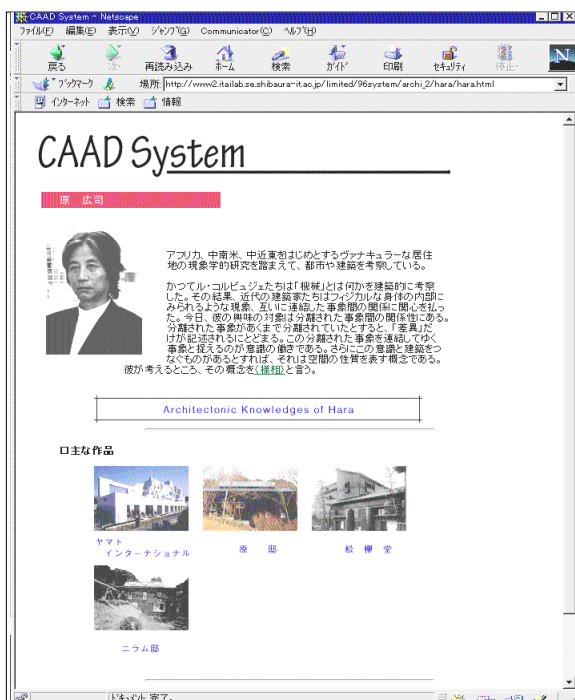 CAAD System - Netscape
ファイル(F) 編集(E) 表示(V) ジャンプ(G) Communicator(C) ヘルプ(H)
戻る 次へ 再読み込み ホーム 検索 ガイド 印刷 セキュリティ 停止
ブックマーク 場所: http://www2.itailab.se.shibaura-it.ac.jp/limited/96system/archi_2/hara/hara.html
インターネット 検索 情報
CAAD System
原 広司
アフリカ、中南米、中近東をはじめとするヴァナキュラーな居住
地の現象学的研究を踏まえて、都市や建築を考察している。
かつてル・コルビュジェたちは「機械」とは何かを建築的に考察
した。その結果、近代の建築家たちはフィジカルな身体の内部に
みられるような現象、互いに連結した事象間の関係に関心を払っ
た。今日、彼の興味の対象は分離された事象間の関係性にある。
分離された事象があくまで分離されていたとすると、「差異」だ
けが記述されるにとどまる。この分離された事象を連結してゆく
事象と捉えるのが意識の働きである。さらにこの意識と建築をつ
なぐものがあるとすれば、それは空間の性質を表す概念である。
彼が考えるところ、その概念を(様相)と言う。
Architectonic Knowledges of Hara
口主な作品
ヤマト
インターナショナル
原 邸
松 欅 堂
ニラム邸
ドキュメント: 完了。